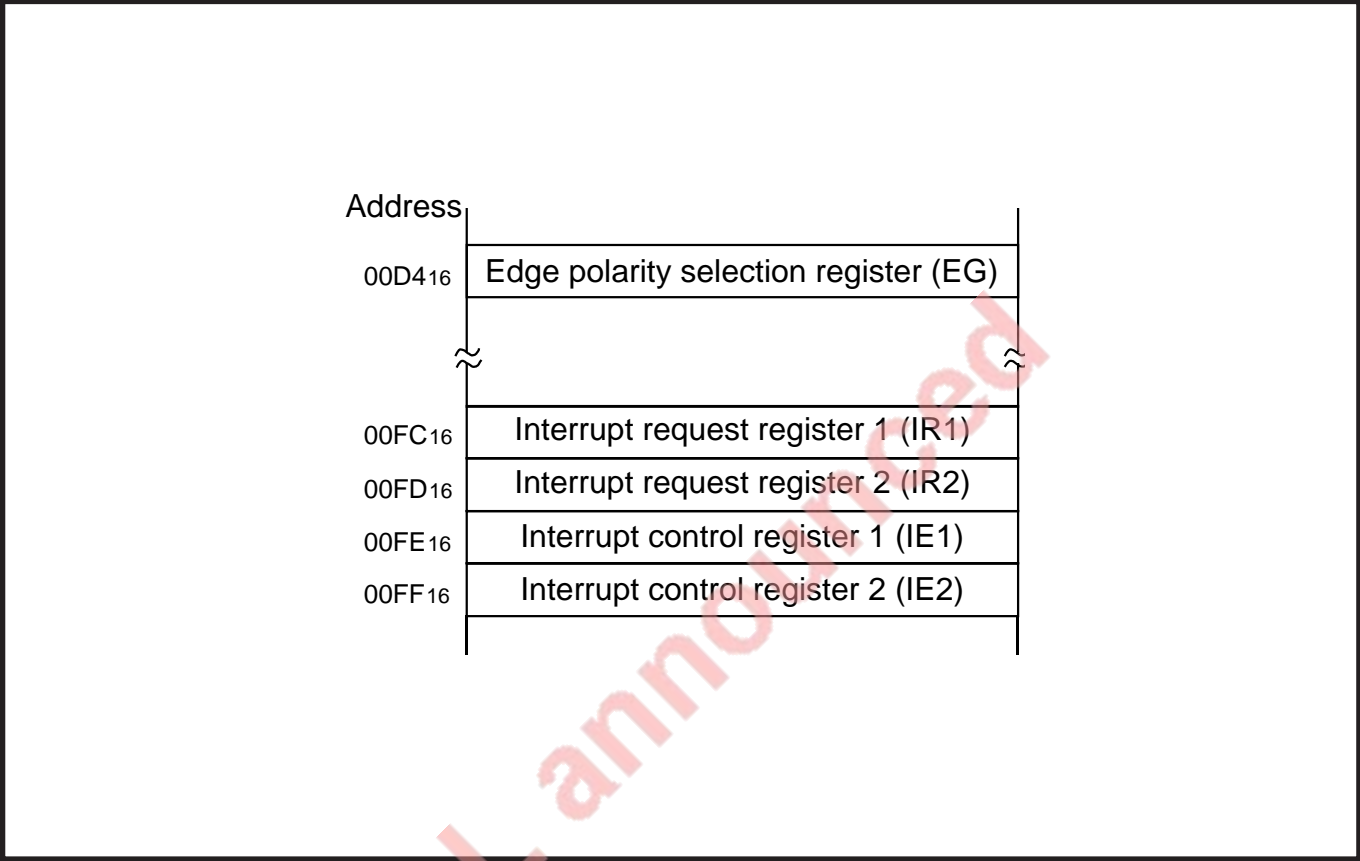 Address
00D416 Edge polarity selection register (EG)
00FC16 Interrupt request register 1 (IR1)
00FD16 Interrupt request register 2 (IR2)
00FE16 Interrupt control register 1 (IE1)
00FF16 Interrupt control register 2 (IE2)
announced